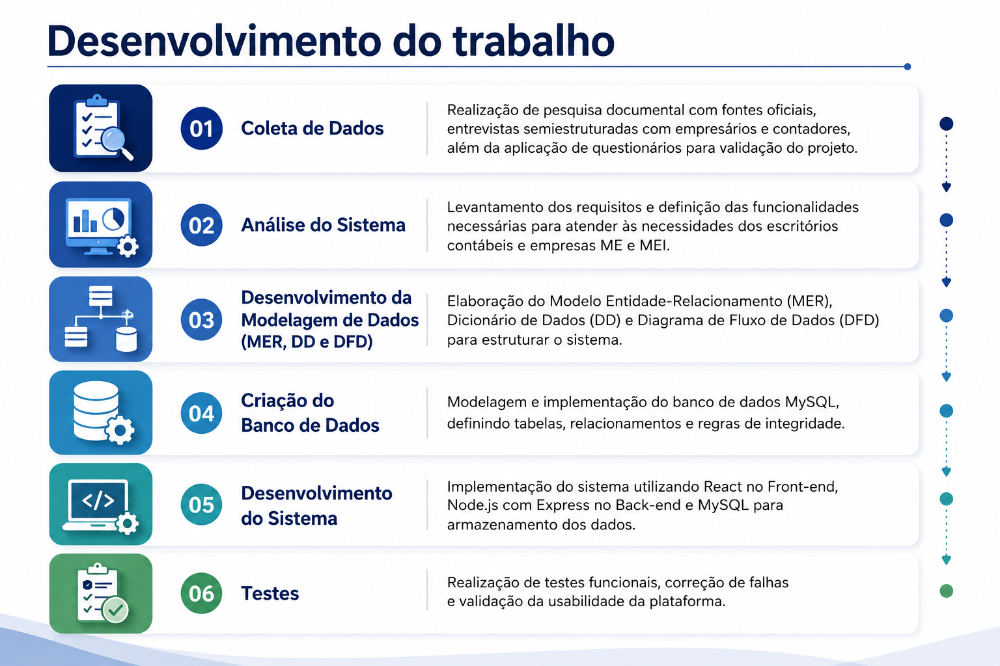 Desenvolvimento do trabalho
01
Coleta de Dados
Realização de pesquisa documental com fontes oficiais,
entrevistas semiestruturadas com empresários e contadores,
além da aplicação de questionários para validação do projeto.
02
Análise do Sistema
Levantamento dos requisitos e definição das funcionalidades
necessárias para atender às necessidades dos escritórios
contábeis e empresas ME e MEI.
03
Desenvolvimento da
Modelagem de Dados
(MER, DD e DFD)
Elaboração do Modelo Entidade-Relacionamento (MER),
Dicionário de Dados (DD) e Diagrama de Fluxo de Dados (DFD)
para estruturar o sistema.
04
Criação do
Banco de Dados
Modelagem e implementação do banco de dados MySQL,
definindo tabelas, relacionamentos e regras de integridade.
</>
05
Desenvolvimento
do Sistema
Implementação do sistema utilizando React no Front-end,
Node.js com Express no Back-end e MySQL para
armazenamento dos dados.
06
Testes
Realização de testes funcionais, correção de falhas
e validação da usabilidade da plataforma.